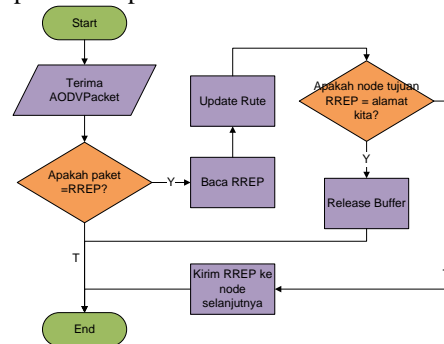 Start
Terima
AODVPacket
Apakah paket
=RREP?
Y
Baca RREP
Update Rute
Apakah node tujuan
RREP = alamat
kita?
Y
Release Buffer
T
Kirim RREP ke
node
selanjutnya
End